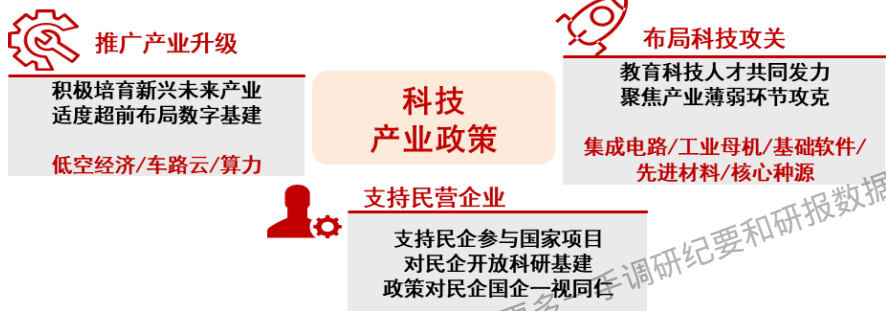 推广产业升级
积极培育新兴未来产业
适度超前布局数字基建
低空经济/车路云/算力
科技
产业政策
布局科技攻关
教育科技人才共同发力
聚焦产业薄弱环节攻克
集成电路/工业母机/基础软件/
先进材料/核心种源
支持民营企业
支持民企参与国家项目
对民企开放科研基建
政策对民企国企一视同仁
要多一手调研纪要和研报数据